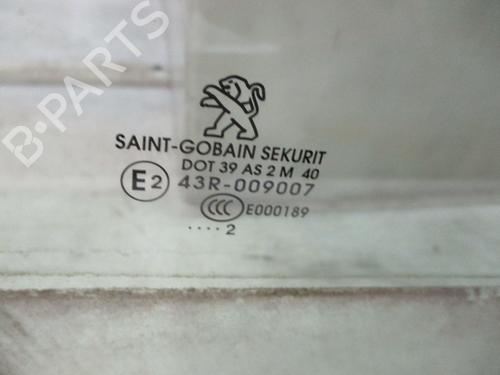 B-PARTS
SAINT-GOBAIN SEKURIT
DOT 39 AS 2 M 40
E2 43R-009007
CCC E000189
.... 2